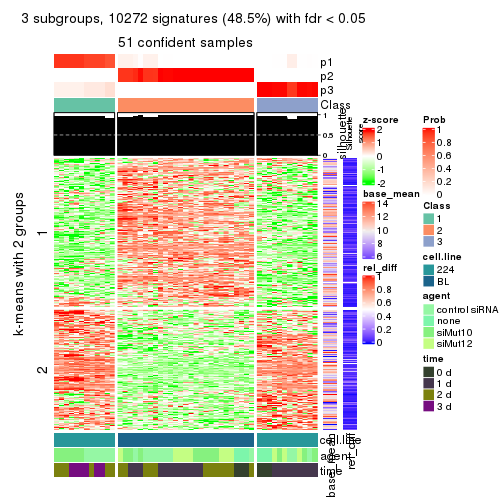 3 subgroups, 10272 signatures (48.5%) with fdr < 0.05
51 confident samples
p1
p2
p3
Class
1
0.5
0
silhouette
score
silhouette
k-means with 2 groups
1
2
cell.line
agent
time
base_mean
rel_diff
z-score
2
1
0
-1
-2
base_mean
14
12
10
8
6
rel_diff
1
0.8
0.6
0.4
0.2
0
Prob
1
0.8
0.6
0.4
0.2
0
Class
1
2
3
cell.line
224
BL
agent
control siRNA
none
siMut10
siMut12
time
0 d
1 d
2 d
3 d